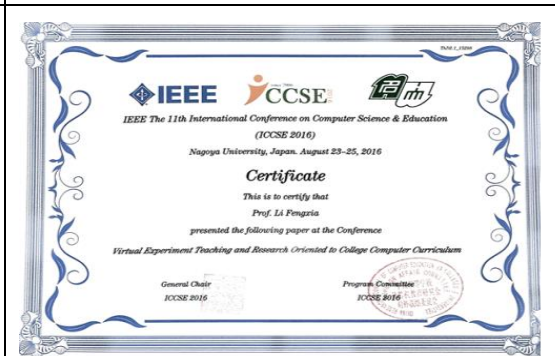 IEEE
since 2006
ICCSE
IEEE The 11th International Conference on Computer Science & Education
(ICCSE 2016)
Nagoya University, Japan. August 23-25, 2016
Certificate
This is to certify that
Prof. Li Fengxia
presented the following paper at the Conference
Virtual Experiment Teaching and Research Oriented to College Computer Curriculum
General Chair
Program Committee
ICCSE 2016
ICCSE 2016